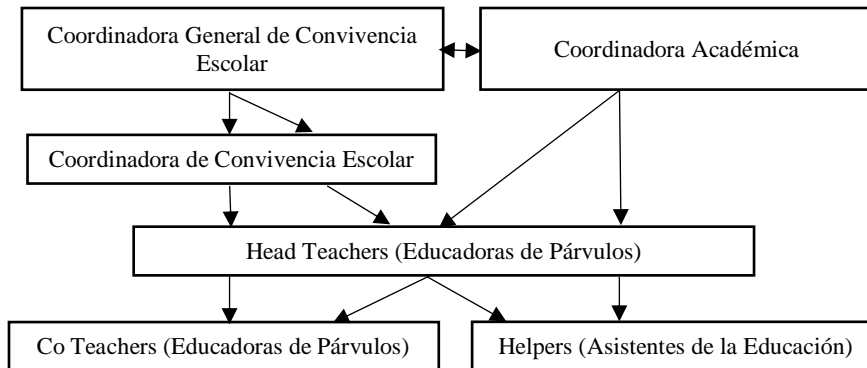 Coordinadora General de Convivencia
Escolar
Coordinadora Académica
Coordinadora de Convivencia Escolar
Head Teachers (Educadoras de Párvulos)
Co Teachers (Educadoras de Párvulos)
Helpers (Asistentes de la Educación)